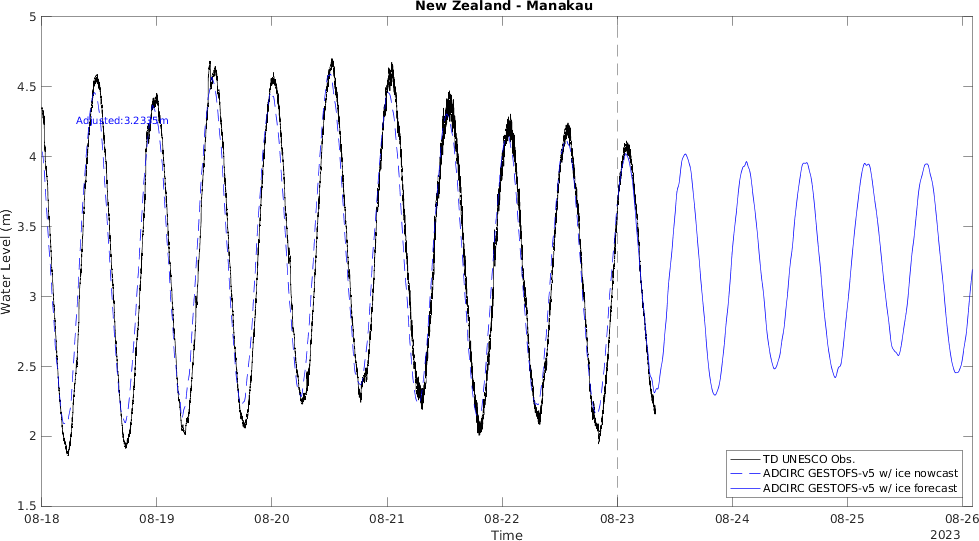 New Zealand - Manakau
5
4.5
Adjusted:3.2335m
4
3.5
Water Level (m)
3
2.5
2
1.5
TD UNESCO Obs.
ADCIRC GESTOFS-v5 w/ ice nowcast
ADCIRC GESTOFS-v5 w/ ice forecast
08-18 08-19 08-20 08-21 08-22 08-23 08-24 08-25 08-26
Time
2023